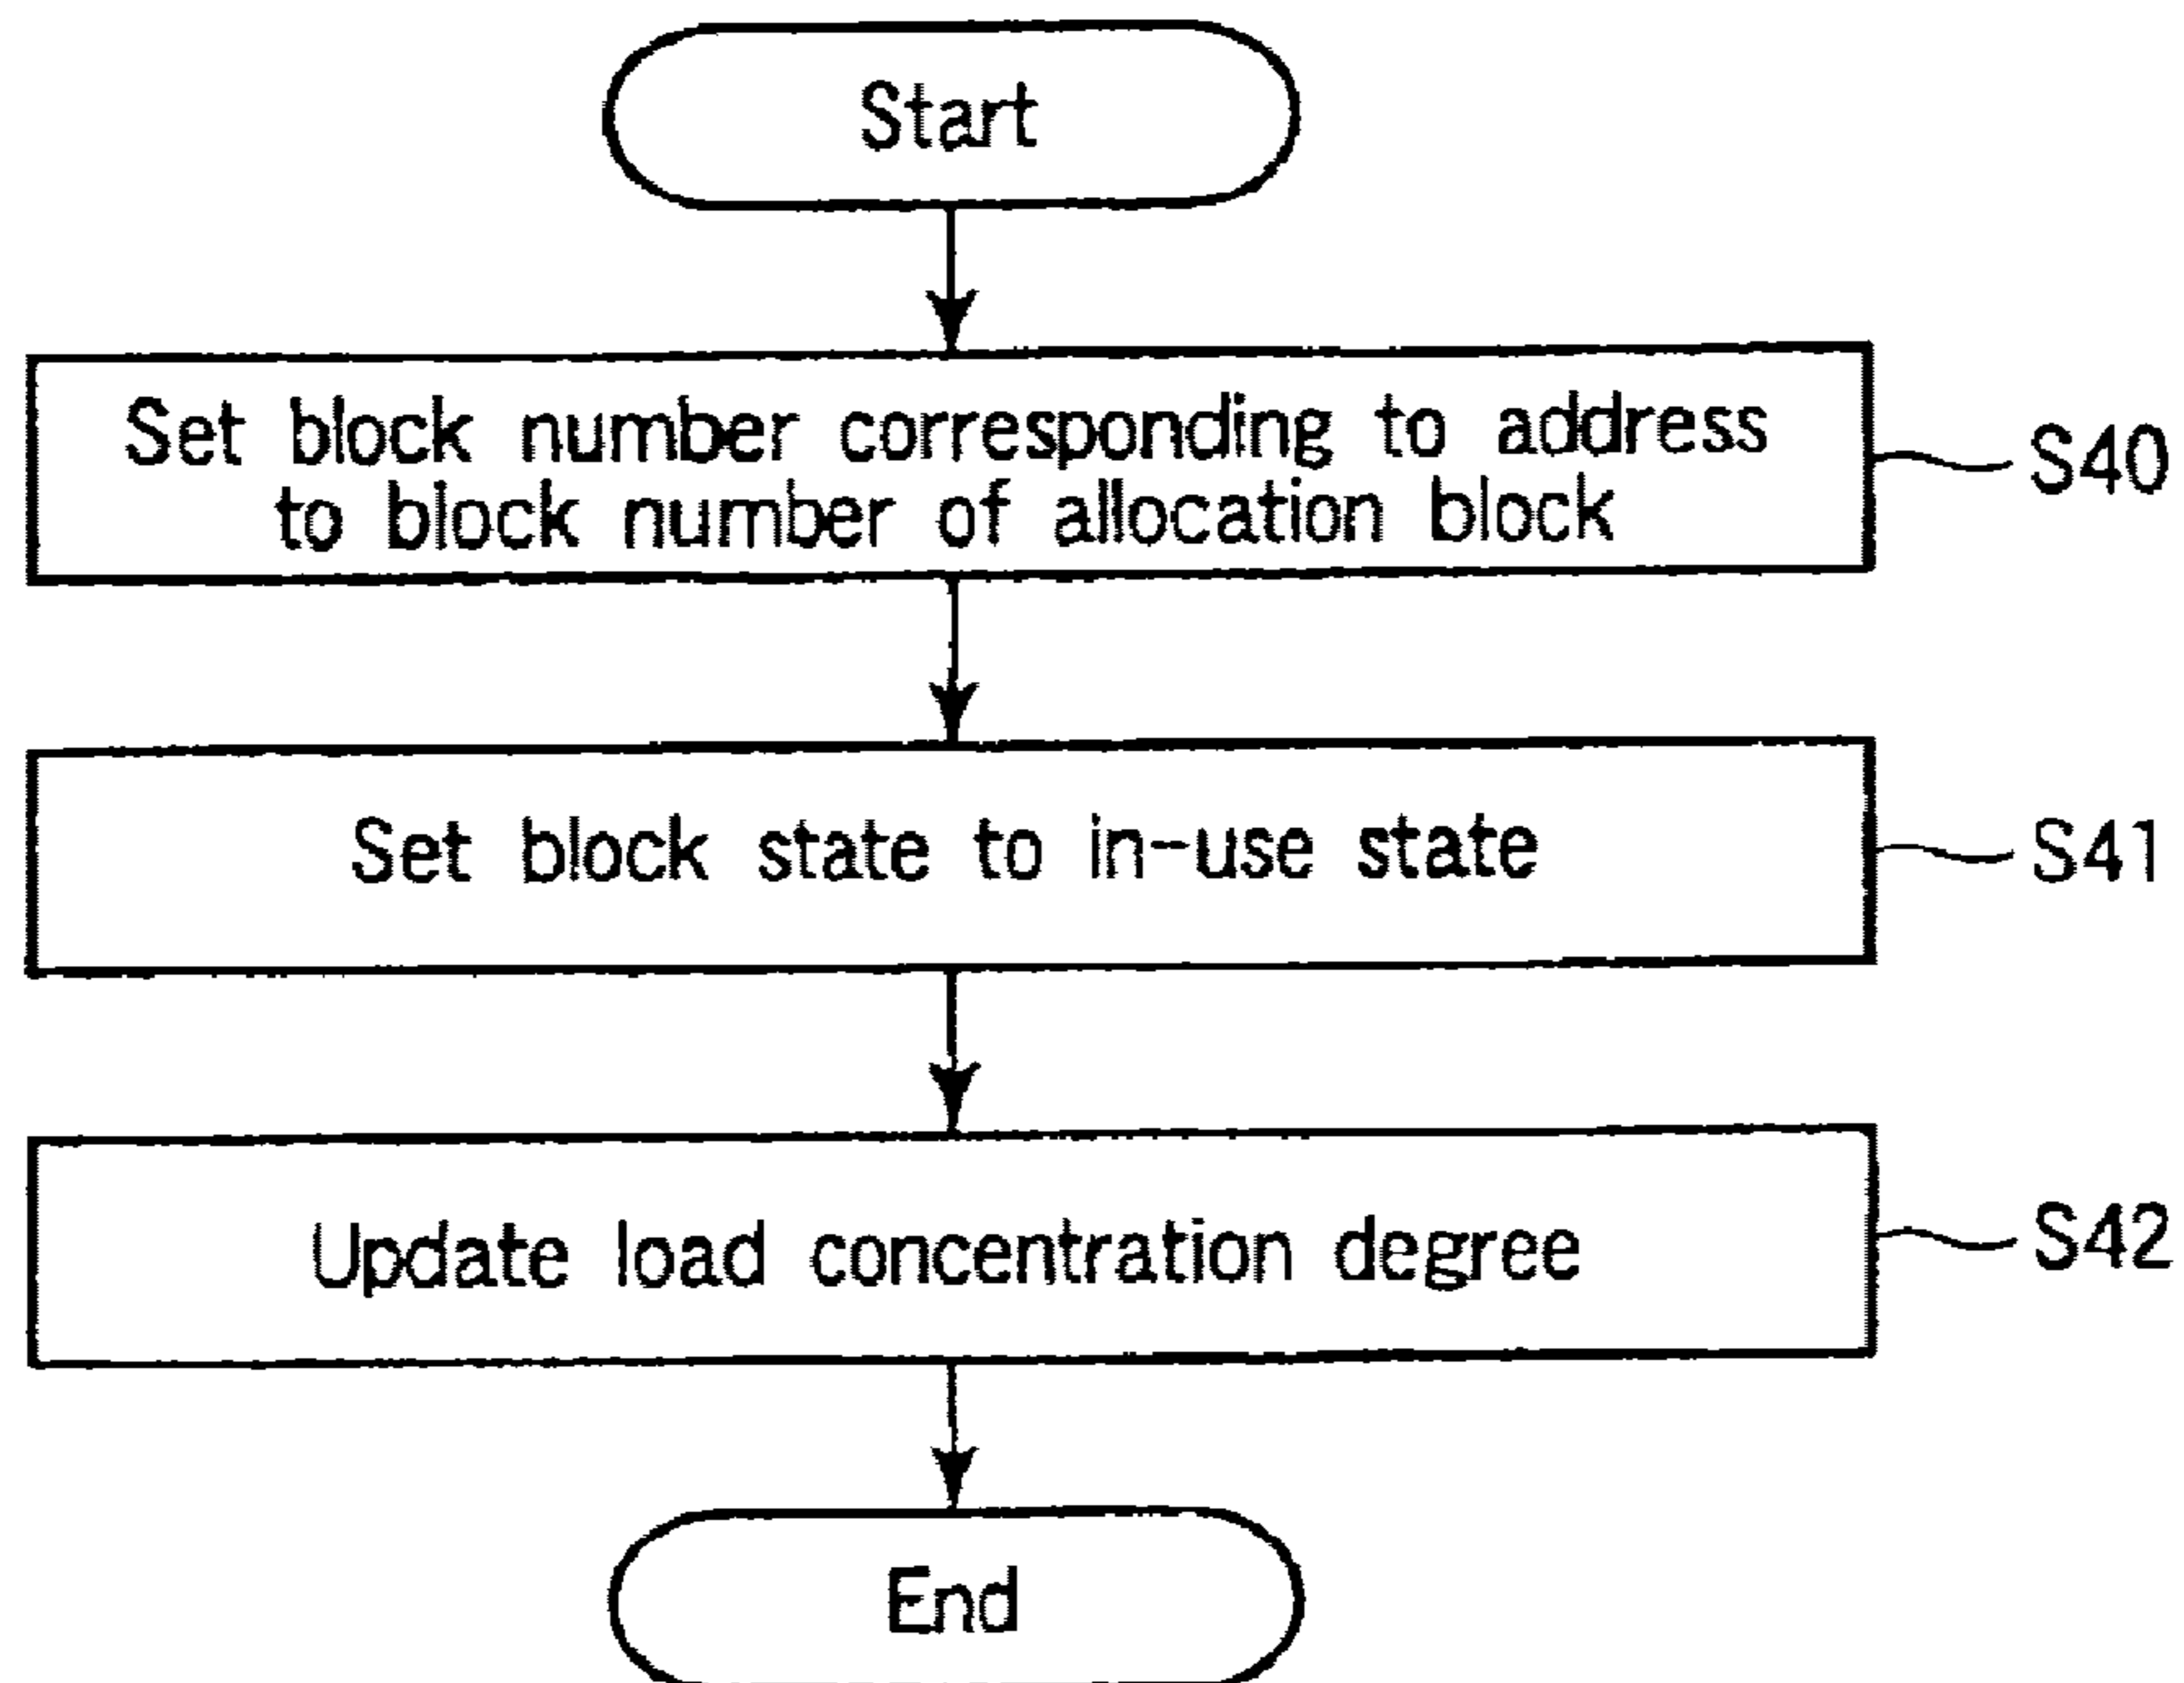 Start
Set block number corresponding to address
to block number of allocation block
S40
Set block state to in-use state
S41
Update load concentration degree
S42
End